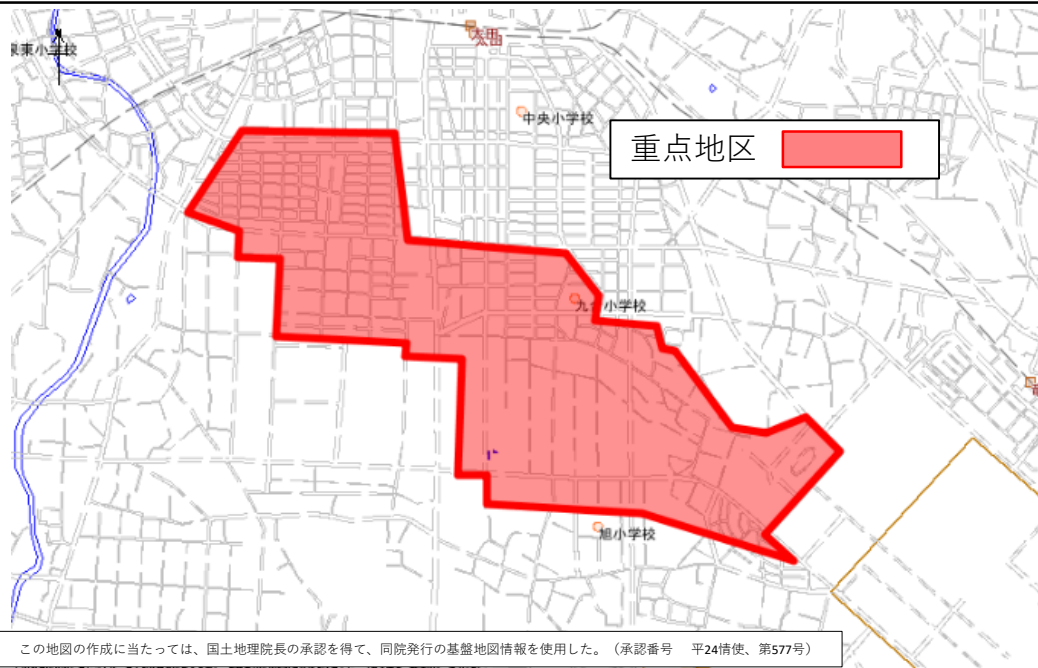 泉東小学校
太田
中央小学校
重点地区
九合小学校
旭小学校
この地図の作成に当たっては、国土地理院長の承認を得て、同院発行の基盤地図情報を使用した。（承認番号　平24情使、第577号）